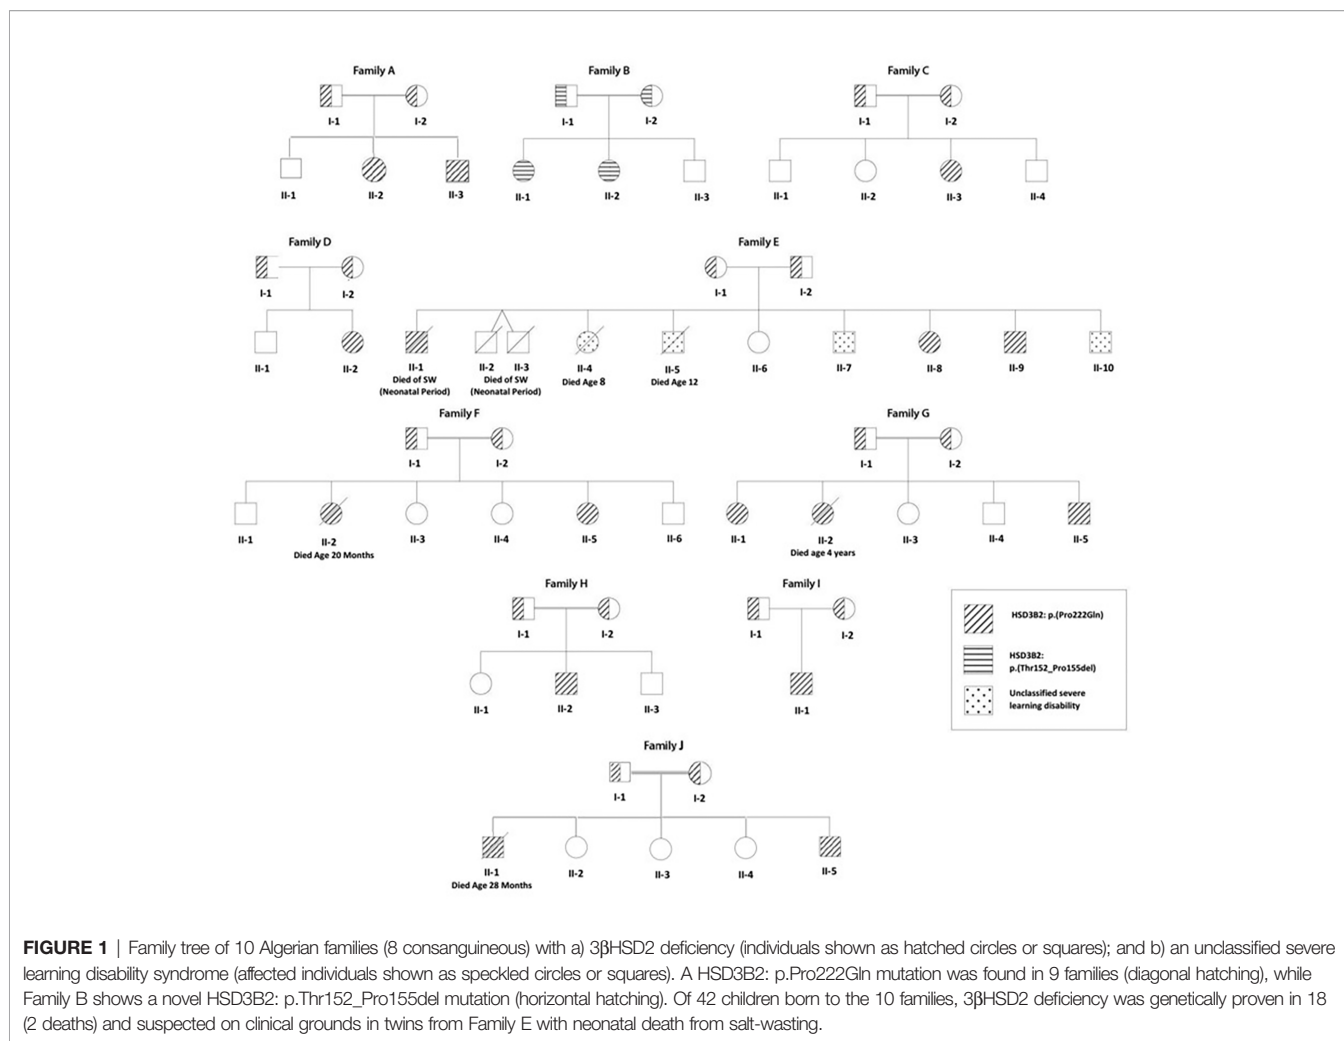 Family A
Family B
Family C
I-1
I-2
I-1
I-2
I-1
I-2
II-1
II-2
II-3
II-1
II-2
II-3
II-1
II-2
II-3
II-4
Family D
Family E
I-1
I-2
I-1
I-2
II-1
II-2
II-1
Died of SW
(Neonatal Period)
II-2
II-3
Died of SW
(Neonatal Period)
II-4
Died Age 8
II-5
Died Age 12
II-6
II-7
II-8
II-9
II-10
Family F
Family G
I-1
I-2
I-1
I-2
II-1
II-2
Died Age 20 Months
II-3
II-4
II-5
II-6
II-1
II-2
Died age 4 years
II-3
II-4
II-5
Family H
Family I
I-1
I-2
I-1
I-2
II-1
II-2
II-3
II-1
HSD3B2: p.(Pro222Gln)
HSD3B2:
p.(Thr152_Pro155del)
Unclassified severe
learning disability
Family J
I-1
I-2
II-1
Died Age 28 Months
II-2
II-3
II-4
II-5
FIGURE 1 | Family tree of 10 Algerian families (8 consanguineous) with a) 3βHSD2 deficiency (individuals shown as hatched circles or squares); and b) an unclassified severe
learning disability syndrome (affected individuals shown as speckled circles or squares). A HSD3B2: p.Pro222Gln mutation was found in 9 families (diagonal hatching), while
Family B shows a novel HSD3B2: p.Thr152_Pro155del mutation (horizontal hatching). Of 42 children born to the 10 families, 3βHSD2 deficiency was genetically proven in 18
(2 deaths) and suspected on clinical grounds in twins from Family E with neonatal death from salt-wasting.